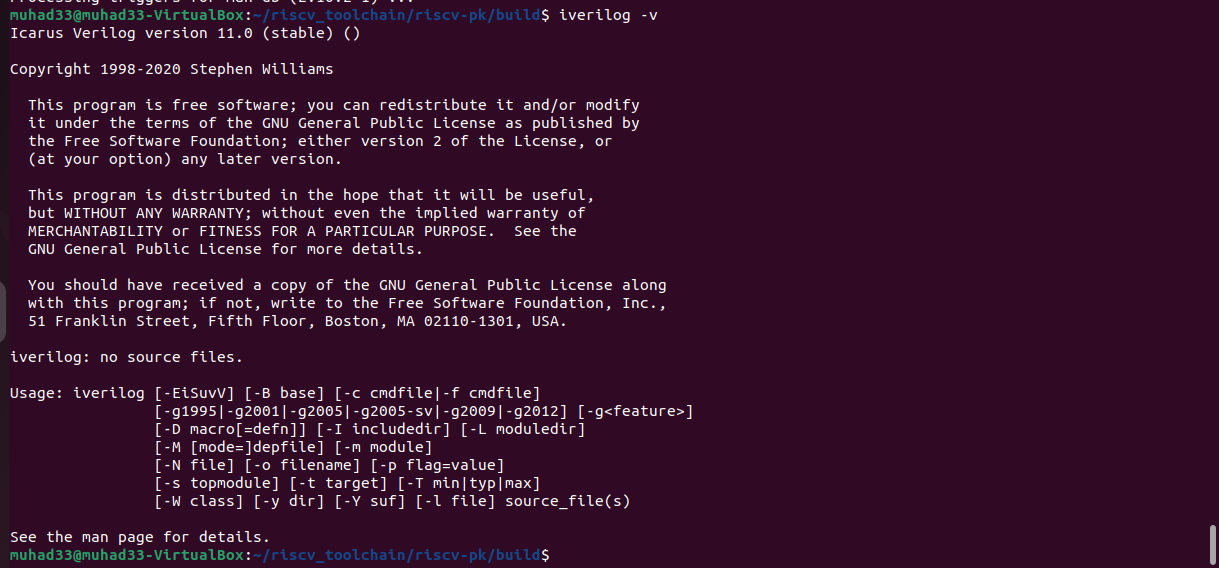 Processing triggers for man-db (2.10.2-1) ...
muhad33@muhad33-VirtualBox:~/riscv_toolchain/riscv-pk/build$ iverilog -v
Icarus Verilog version 11.0 (stable) ()
Copyright 1998-2020 Stephen Williams
This program is free software; you can redistribute it and/or modify
it under the terms of the GNU General Public License as published by
the Free Software Foundation; either version 2 of the License, or
(at your option) any later version.
This program is distributed in the hope that it will be useful,
but WITHOUT ANY WARRANTY; without even the implied warranty of
MERCHANTABILITY or FITNESS FOR A PARTICULAR PURPOSE.  See the
GNU General Public License for more details.
You should have received a copy of the GNU General Public License along
with this program; if not, write to the Free Software Foundation, Inc.,
51 Franklin Street, Fifth Floor, Boston, MA 02110-1301, USA.
iverilog: no source files.
Usage: iverilog [-EiSuvV] [-B base] [-c cmdfile|-f cmdfile]
[-g1995|-g2001|-g2005|-g2005-sv|-g2009|-g2012] [-g<feature>]
[-D macro[=defn]] [-I includedir] [-L moduledir]
[-M [mode=]depfile] [-m module]
[-N file] [-o filename] [-p flag=value]
[-s topmodule] [-t target] [-T min|typ|max]
[-W class] [-y dir] [-Y suf] [-l file] source_file(s)
See the man page for details.
muhad33@muhad33-VirtualBox:~/riscv_toolchain/riscv-pk/build$